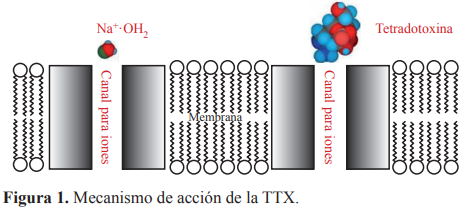 Na⁺·OH₂
Tetradotoxina
Canal para iones
Membrana
Canal para iones
Figura 1. Mecanismo de acción de la TTX.